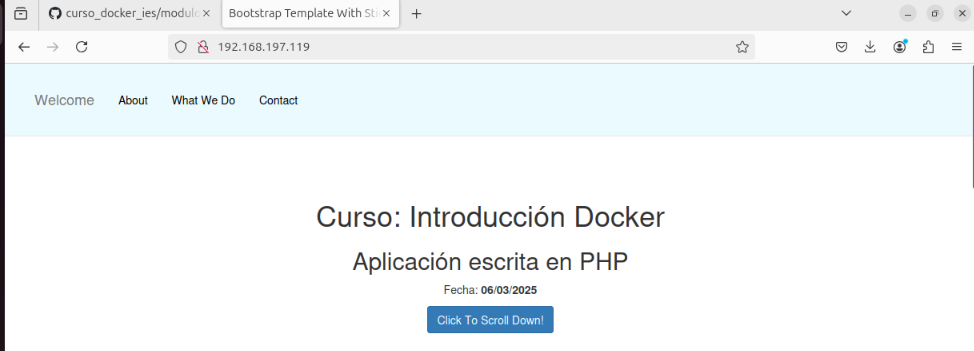 curso_docker_ies/modulo
Bootstrap Template With Sti
192.168.197.119
Welcome About What We Do Contact
Curso: Introducción Docker
Aplicación escrita en PHP
Fecha: 06/03/2025
Click To Scroll Down!